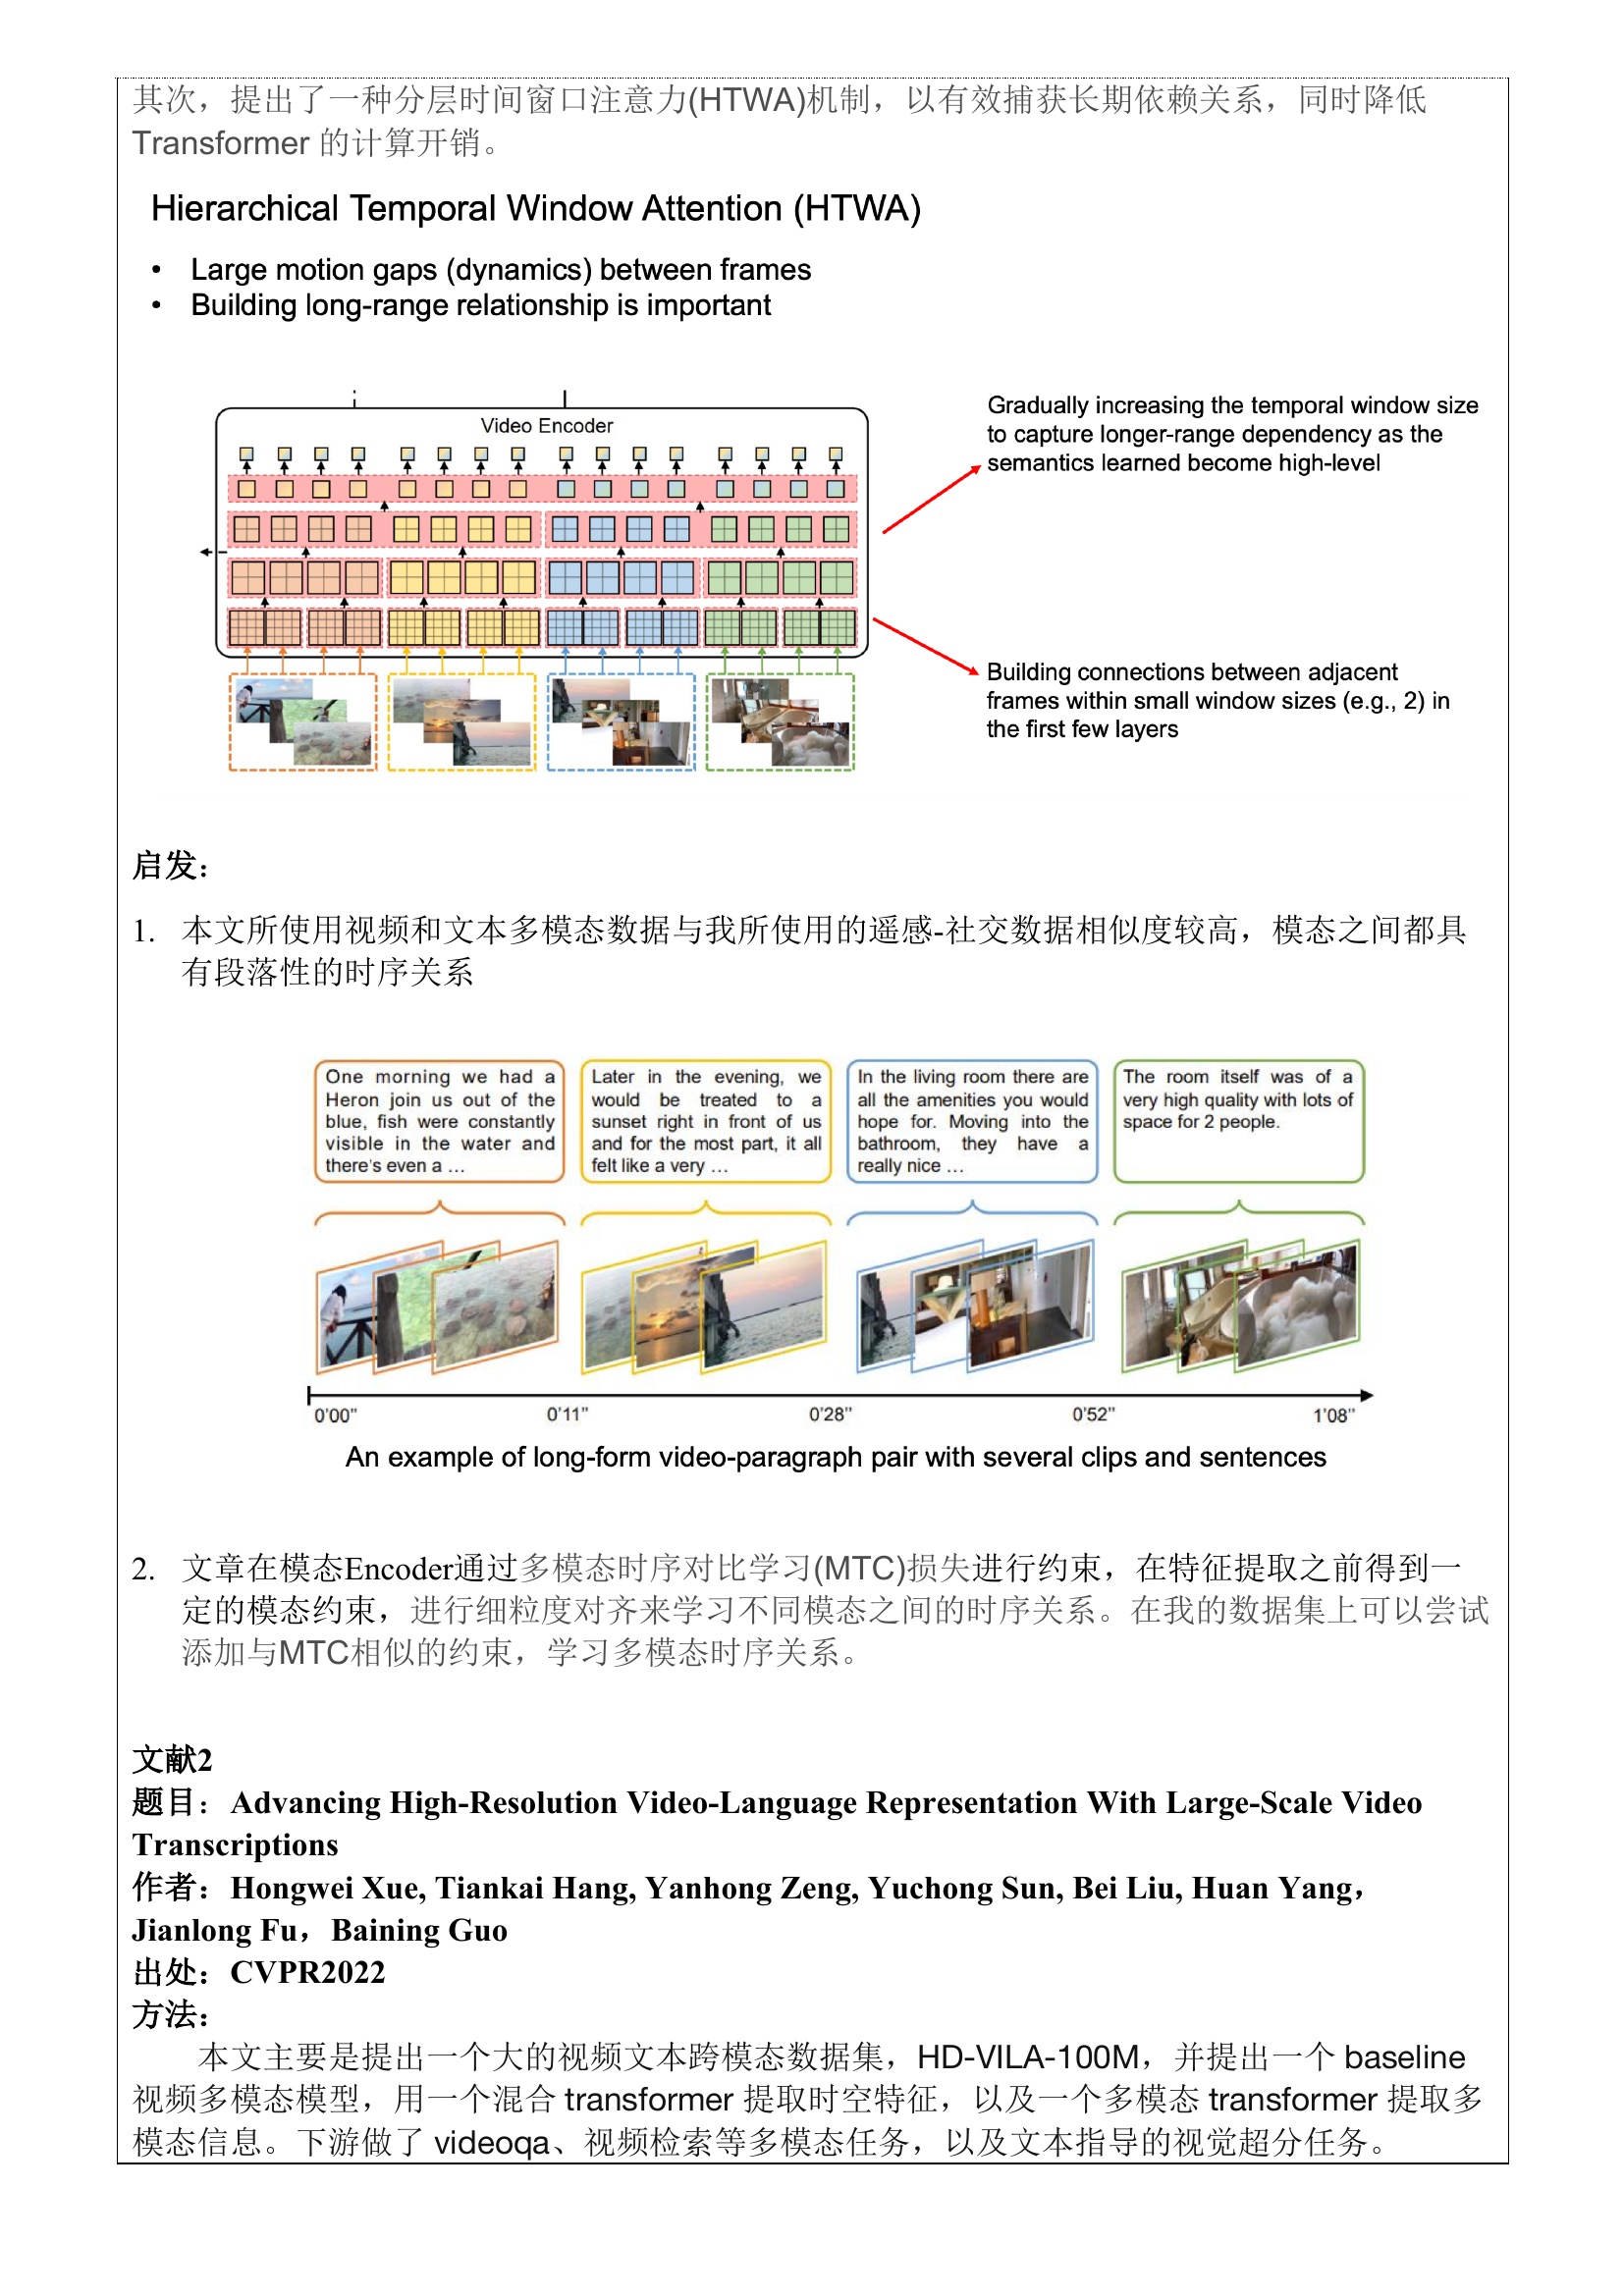 其次，提出了一种分层时间窗口注意力(HTWA)机制，以有效捕获长期依赖关系，同时降低
Transformer 的计算开销。
Hierarchical Temporal Window Attention (HTWA)
• Large motion gaps (dynamics) between frames
• Building long-range relationship is important
Video Encoder
Gradually increasing the temporal window size
to capture longer-range dependency as the
semantics learned become high-level
Building connections between adjacent
frames within small window sizes (e.g., 2) in
the first few layers
启发：
1. 本文所使用视频和文本多模态数据与我所使用的遥感-社交数据相似度较高，模态之间都具
有段落性的时序关系
One morning we had a
Heron join us out of the
blue, fish were constantly
visible in the water and
there's even a …
Later in the evening, we
would be treated to a
sunset right in front of us
and for the most part, it all
felt like a very …
In the living room there are
all the amenities you would
hope for. Moving into the
bathroom, they have a
really nice …
The room itself was of a
very high quality with lots of
space for 2 people.
0'00" 0'11" 0'28" 0'52" 1'08"
An example of long-form video-paragraph pair with several clips and sentences
2. 文章在模态Encoder通过多模态时序对比学习(MTC)损失进行约束，在特征提取之前得到一
定的模态约束，进行细粒度对齐来学习不同模态之间的时序关系。在我的数据集上可以尝试
添加与MTC相似的约束，学习多模态时序关系。
文献2
题目：Advancing High-Resolution Video-Language Representation With Large-Scale Video
Transcriptions
作者：Hongwei Xue, Tiankai Hang, Yanhong Zeng, Yuchong Sun, Bei Liu, Huan Yang，
Jianlong Fu，Baining Guo
出处：CVPR2022
方法：
本文主要是提出一个大的视频文本跨模态数据集，HD-VILA-100M，并提出一个 baseline
视频多模态模型，用一个混合 transformer 提取时空特征，以及一个多模态 transformer 提取多
模态信息。下游做了 videoqa、视频检索等多模态任务，以及文本指导的视觉超分任务。